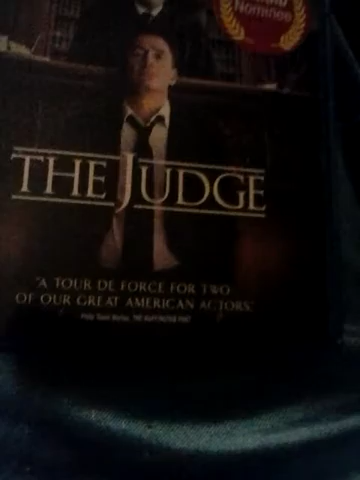 Nominee
THE JUDGE
"A TOUR DE FORCE FOR TWO
OF OUR GREAT AMERICAN ACTORS."